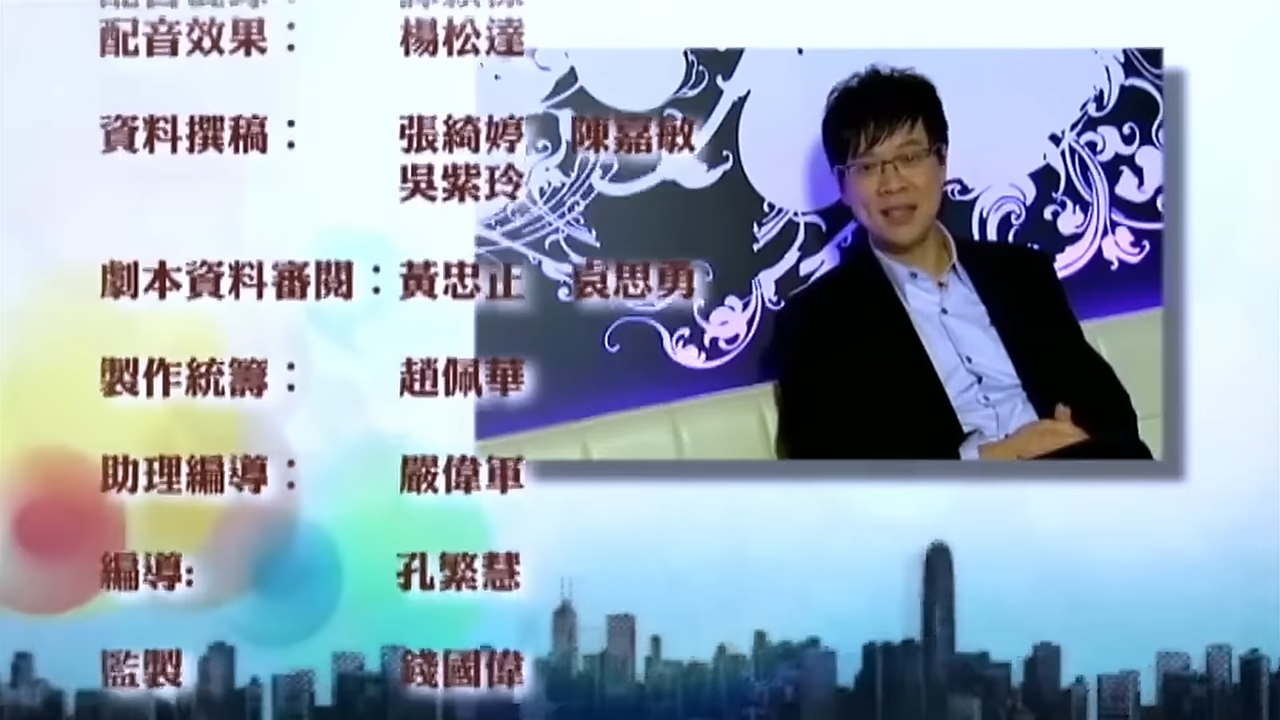 配音效果： 楊松達
資料撰稿： 張綺婷 陳嘉敏
吳紫玲
劇本資料審閱：黃忠正 袁思勇
製作統籌： 趙佩華
助理編導： 嚴偉軍
編導: 孔繁慧
監製 錢國偉